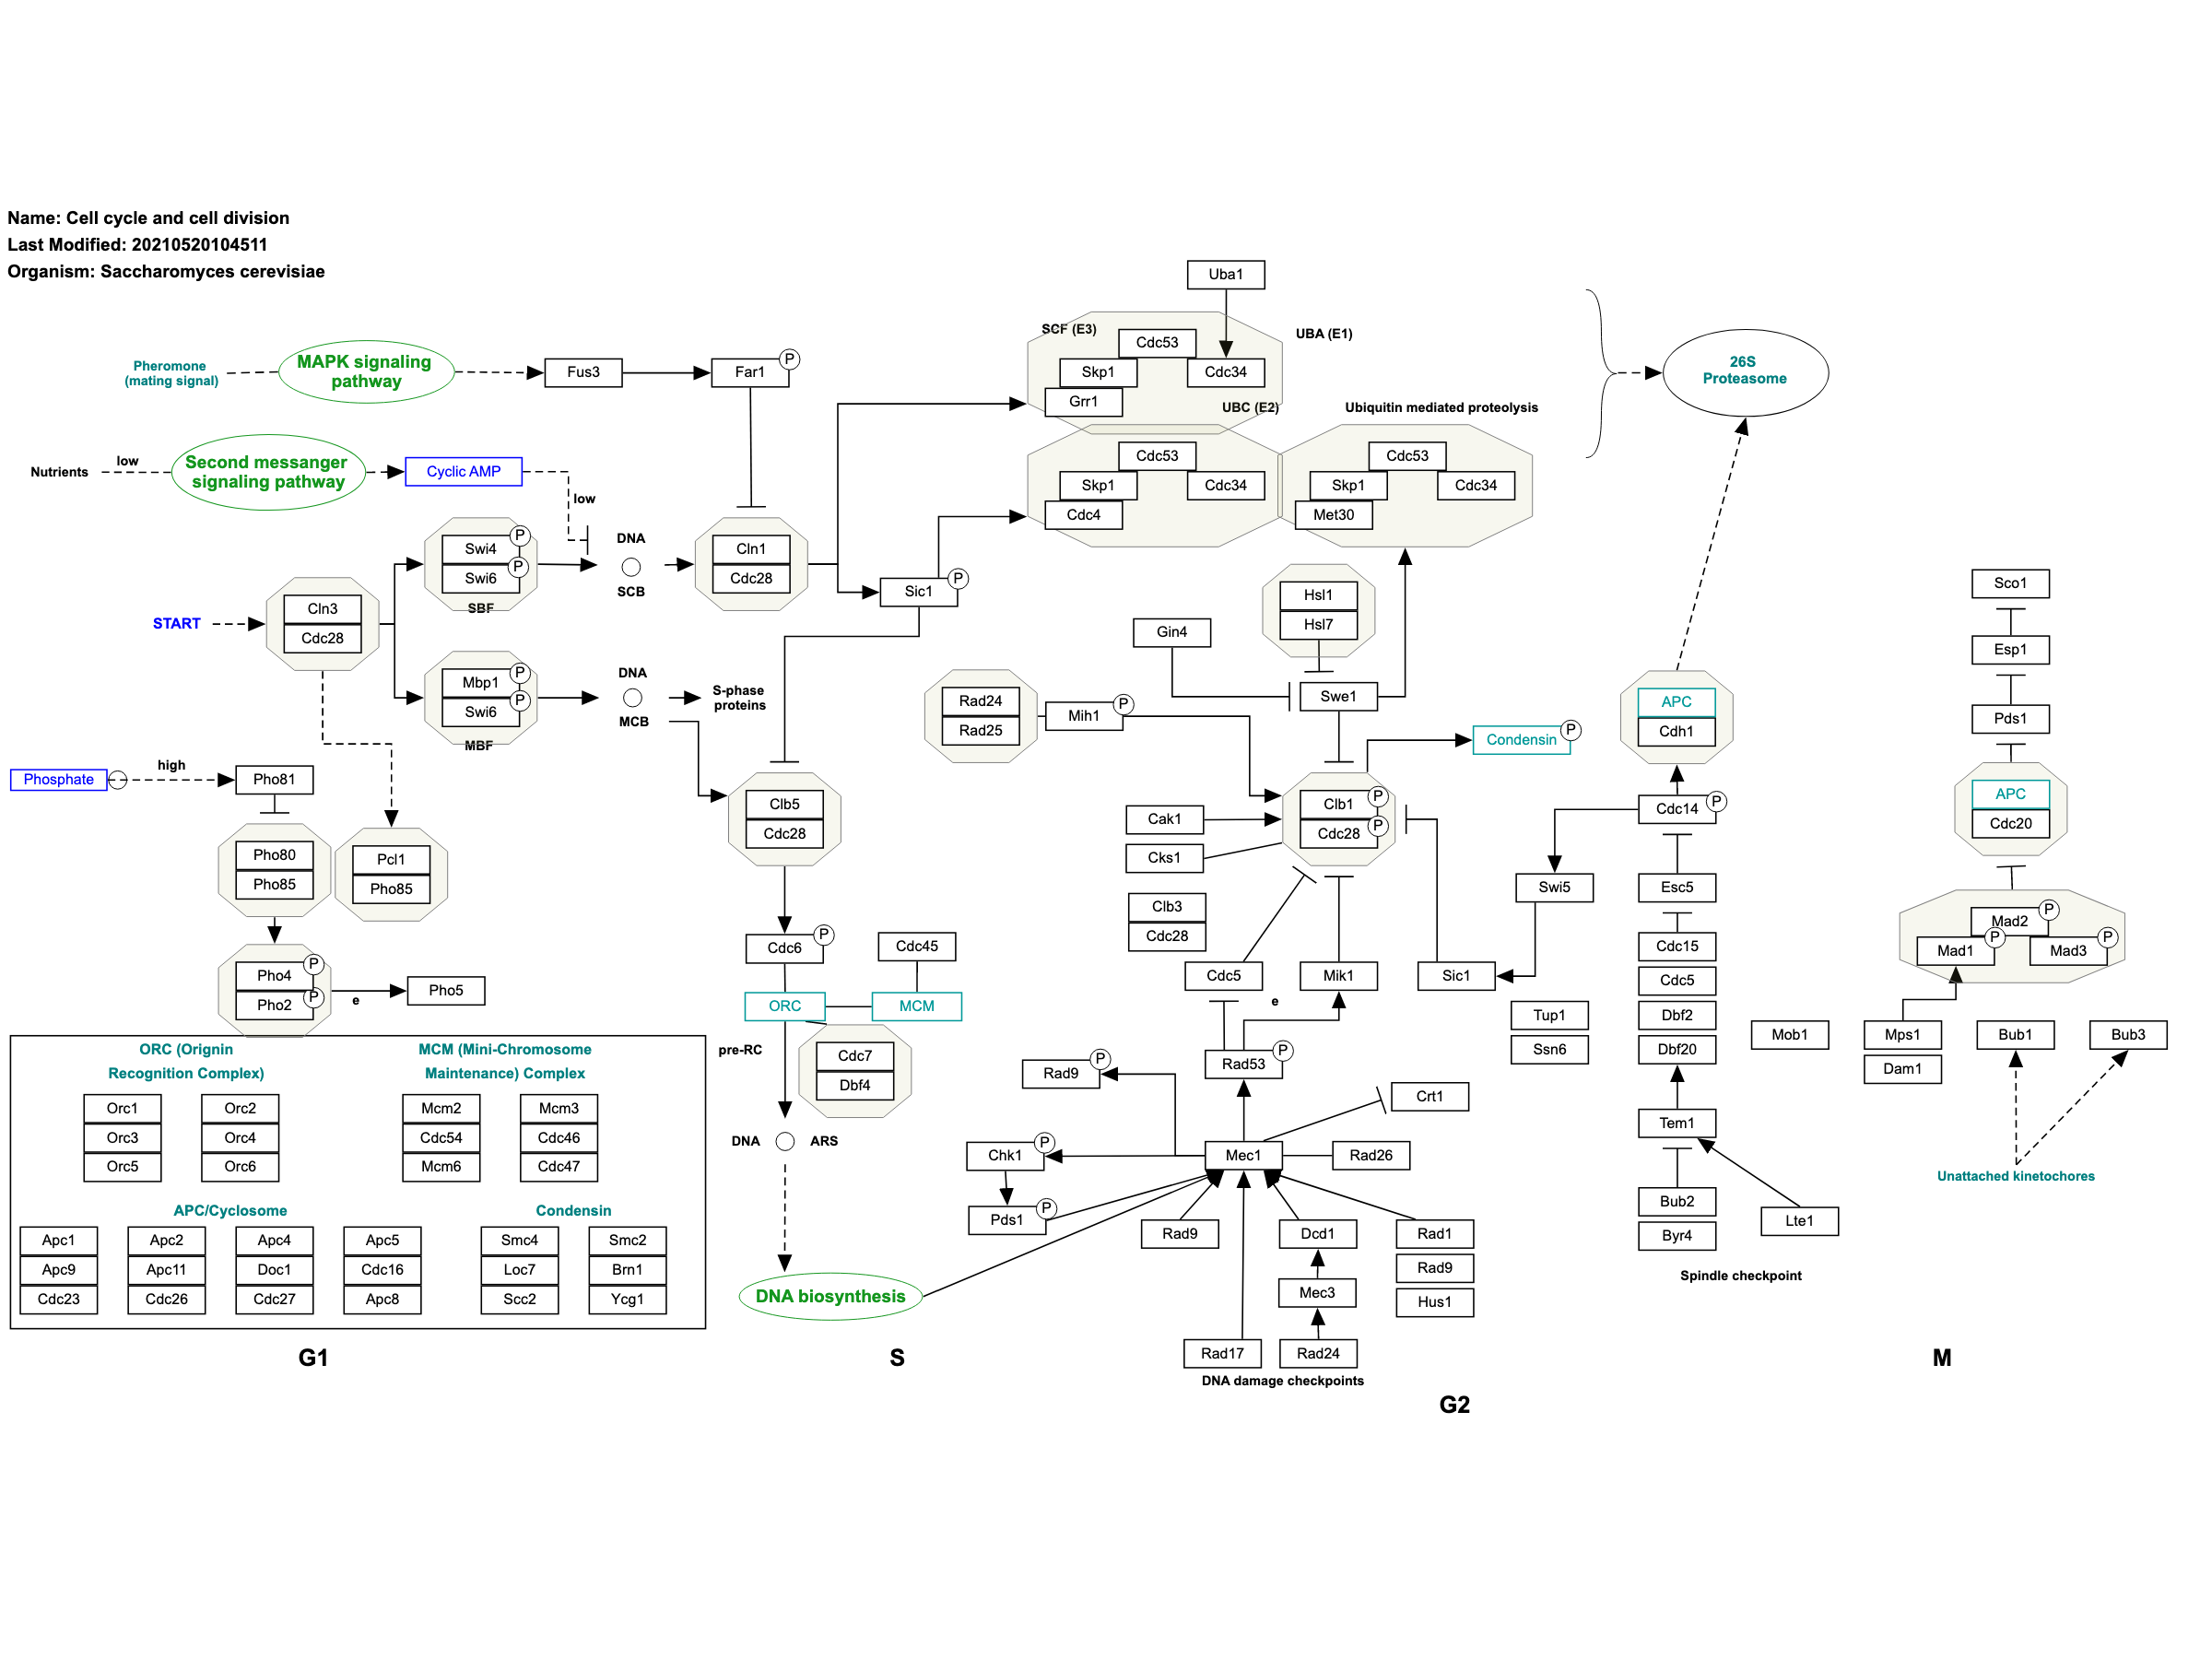 Name: Cell cycle and cell division
Last Modified: 20210520104511
Organism: Saccharomyces cerevisiae
Uba1
SCF (E3)
UBA (E1)
Cdc53
Skp1
Cdc34
Grr1
UBC (E2)
Ubiquitin mediated proteolysis
26S
Proteasome
Pheromone
(mating signal)
MAPK signaling
pathway
Fus3
Far1
P
Nutrients
low
Second messanger
signaling pathway
Cyclic AMP
low
Cdc53
Skp1
Cdc34
Cdc4
Cdc53
Skp1
Cdc34
Met30
START
Cln3
Cdc28
Swi4
P
Swi6
P
SBF
DNA
SCB
Cln1
Cdc28
Sic1
P
Mbp1
P
Swi6
P
MBF
DNA
MCB
S-phase
proteins
Hsl1
Hsl7
Gin4
Swe1
Rad24
Rad25
Mih1
P
Condensin
P
APC
Cdh1
Sco1
Esp1
Pds1
APC
Cdc20
Phosphate
high
Pho81
Pho80
Pho85
Pcl1
Pho85
Pho4
P
Pho2
P
e
Pho5
Clb5
Cdc28
Cak1
Cks1
Clb1
P
Cdc28
P
Cdc14
P
Swi5
Esc5
Clb3
Cdc28
Cdc6
P
Cdc45
ORC
MCM
Cdc5
e
Mik1
Sic1
Cdc15
Cdc5
Dbf2
Dbf20
Mad2
P
Mad1
P
Mad3
P
Tup1
Ssn6
Mob1
Mps1
Dam1
Bub1
Bub3
pre-RC
Cdc7
Dbf4
Rad9
P
Rad53
P
Crt1
DNA
ARS
Chk1
P
Mec1
Rad26
Tem1
Unattached kinetochores
Pds1
P
Rad9
Dcd1
Rad1
Rad9
Hus1
Mec3
Rad17
Rad24
Bub2
Byr4
Lte1
Spindle checkpoint
DNA biosynthesis
DNA damage checkpoints
ORC (Orignin
Recognition Complex)
MCM (Mini-Chromosome
Maintenance) Complex
Orc1
Orc2
Mcm2
Mcm3
Orc3
Orc4
Cdc54
Cdc46
Orc5
Orc6
Mcm6
Cdc47
APC/Cyclosome
Condensin
Apc1
Apc2
Apc4
Apc5
Smc4
Smc2
Apc9
Apc11
Doc1
Cdc16
Loc7
Brn1
Cdc23
Cdc26
Cdc27
Apc8
Scc2
Ycg1
G1
S
G2
M